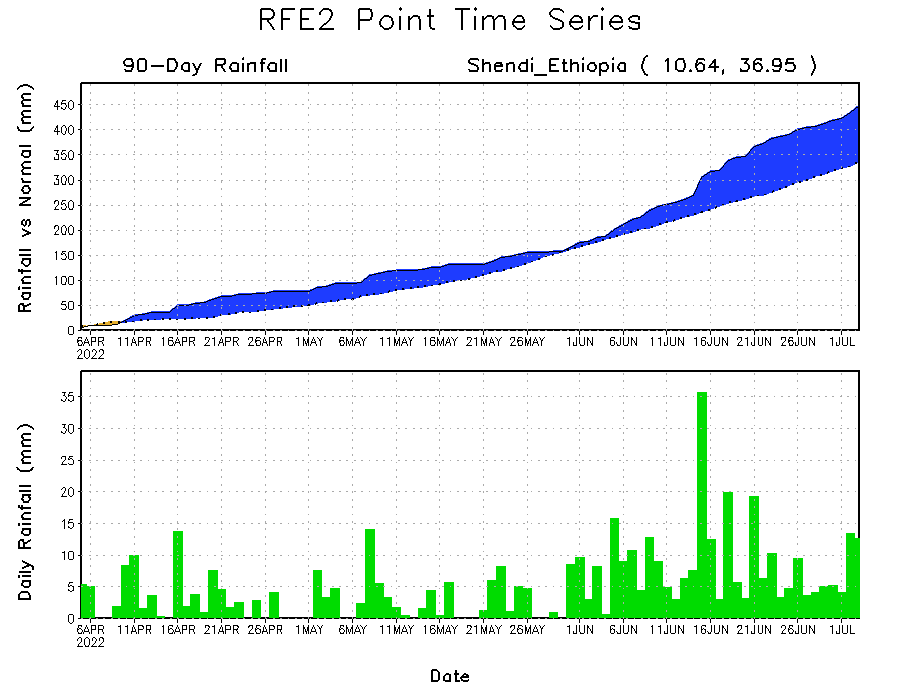 RFE2 Point Time Series
90-Day Rainfall
Shendi_Ethiopia ( 10.64, 36.95 )
Rainfall vs Normal (mm)
450
400
350
300
250
200
150
100
50
0
6APR 11APR 16APR 21APR 26APR 1MAY 6MAY 11MAY 16MAY 21MAY 26MAY 1JUN 6JUN 11JUN 16JUN 21JUN 26JUN 1JUL
2022
Daily Rainfall (mm)
35
30
25
20
15
10
5
0
6APR 11APR 16APR 21APR 26APR 1MAY 6MAY 11MAY 16MAY 21MAY 26MAY 1JUN 6JUN 11JUN 16JUN 21JUN 26JUN 1JUL
2022
Date